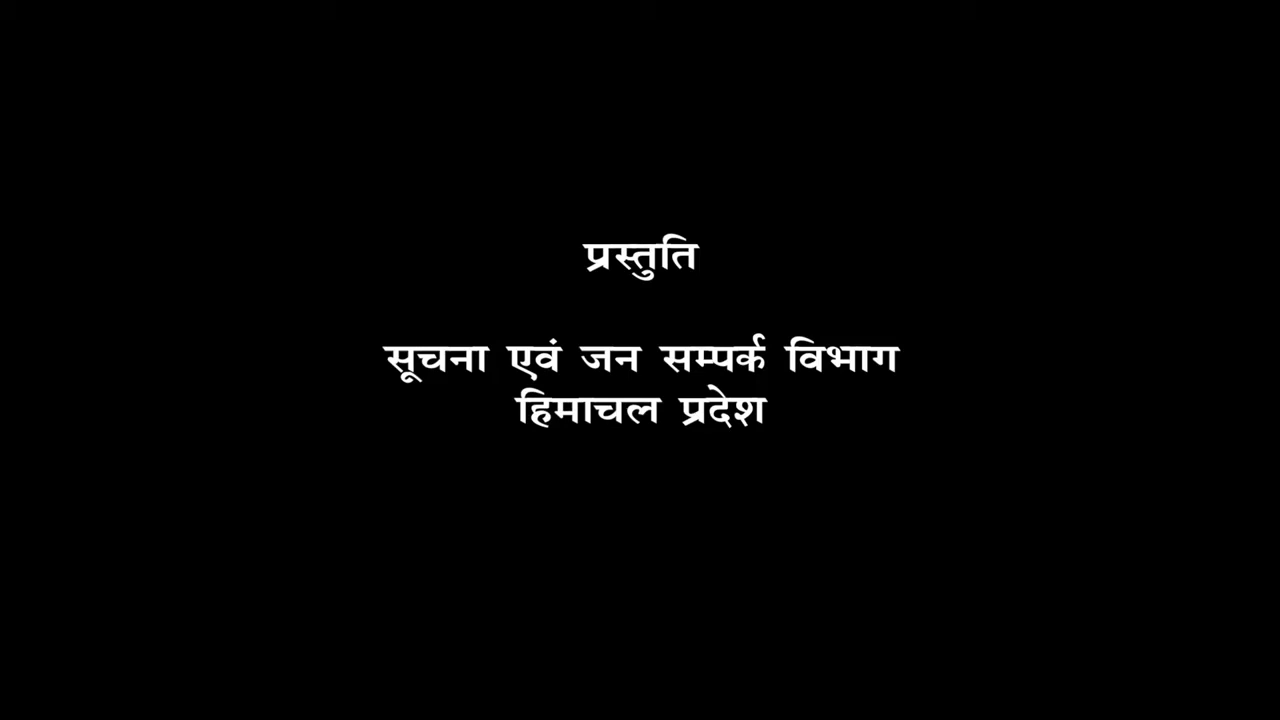 प्रस्तुति
सूचना एवं जन सम्पर्क विभाग
हिमाचल प्रदेश